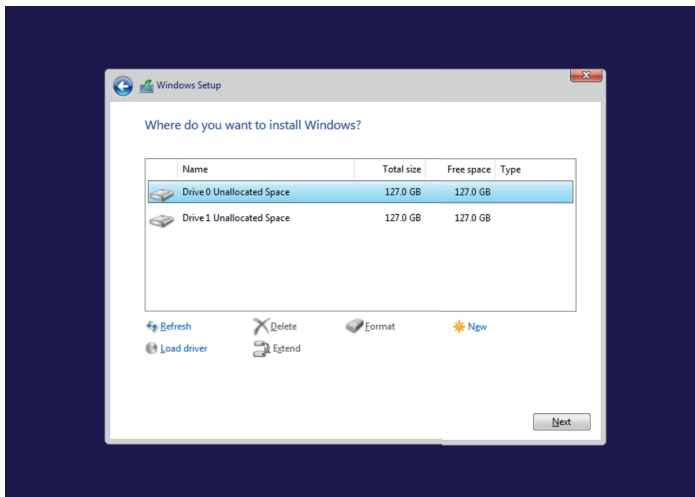 Windows Setup
Where do you want to install Windows?
Name Total size Free space Type
Drive 0 Unallocated Space 127.0 GB 127.0 GB
Drive 1 Unallocated Space 127.0 GB 127.0 GB
Refresh Delete Format New
Load driver Extend
Next